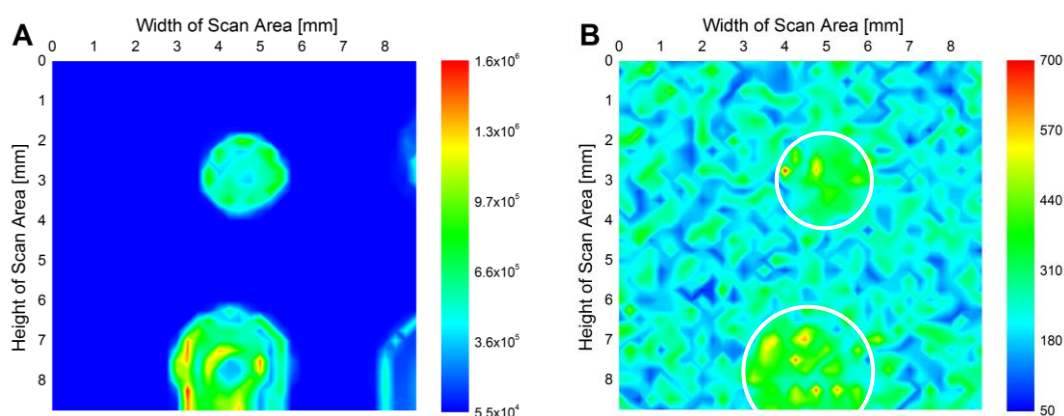 A
Width of Scan Area [mm]
0 1 2 3 4 5 6 7 8
Height of Scan Area [mm]
0
1
2
3
4
5
6
7
8
1.6x10⁶
1.3x10⁶
9.7x10⁵
6.6x10⁵
3.6x10⁵
5.5x10⁴
B
Width of Scan Area [mm]
0 1 2 3 4 5 6 7 8
Height of Scan Area [mm]
0
1
2
3
4
5
6
7
8
700
570
440
310
180
50